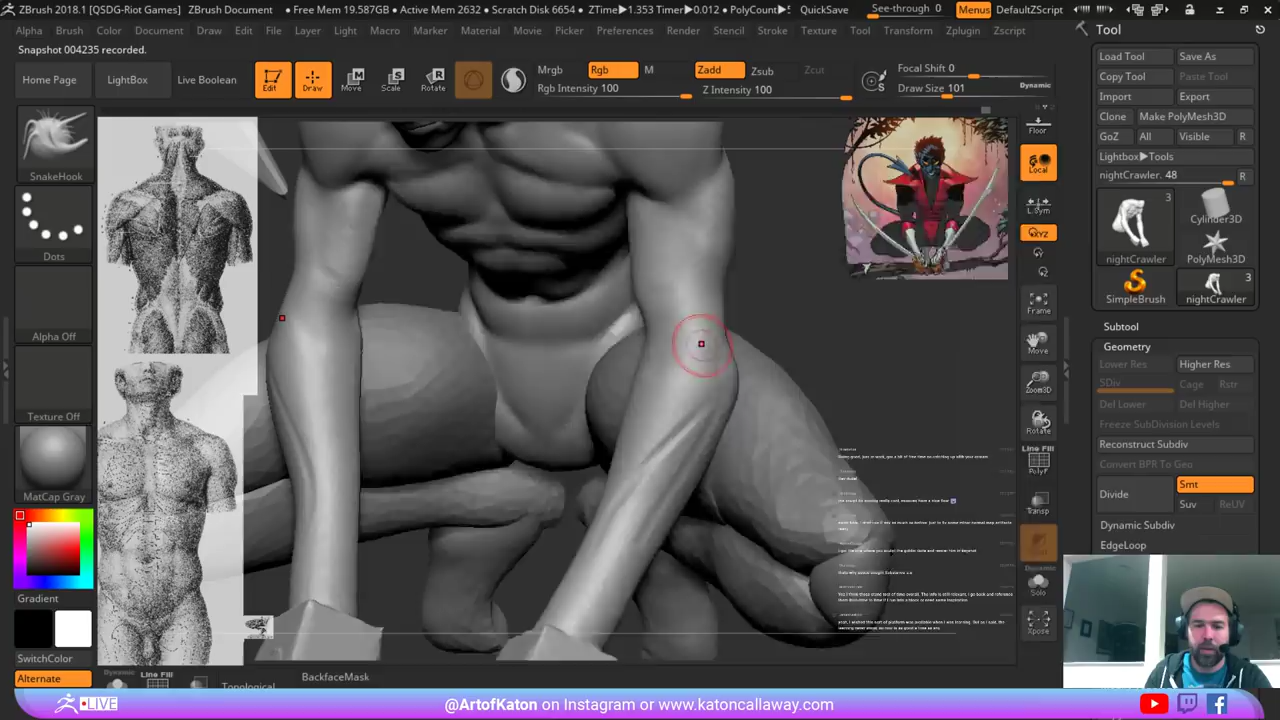 ZBrush 2018.1 [QSDG-Riot Games] ZBrush Document • Free Memory 19.587GB • Active Memory 2632 • Scratch Disk 6654 • ZTime▶1.353 Timer▶0.012 • PolyCount▶ QuickSave See-through 0 Menus DefaultZScript
Alpha Brush Color Document Draw Edit File Layer Light Macro Marker Material Movie Picker Preferences Render Stencil Stroke Texture Tool Transform Zplugin Zscript
Snapshot 004235 recorded.
Home Page LightBox Live Boolean Edit Draw Move Scale Rotate
Mrgb Rgb M Zadd Zsub Zcut
Rgb Intensity 100 Z Intensity 100
Focal Shift 0
Draw Size 101 Dynamic
SnakeHook
Dots
Alpha Off
Texture Off
MatCap Gray
Gradient
SwitchColor
Alternate
Dynamic
Line Fill
Topological
BackfaceMask
Floor
Local
L.Sym
XYZ
Frame
Move
Zoom3D
Rotate
Line Fill
PolyF
Transp
Dynamic
Solo
Xpose
Tool
Load Tool Save As
Copy Tool Paste Tool
Import Export
Clone Make PolyMesh3D
GoZ All Visible R
Lightbox▶Tools
nightCrawler. 48 R
3
nightCrawler
Cylinder3D
PolyMesh3D
SimpleBrush
3
nightCrawler
Subtool
Geometry
Lower Res Higher Res
SDiv Cage Rstr
Del Lower Del Higher
Freeze SubDivision Levels
Reconstruct Subdiv
Convert BPR To Geo
Divide Smt
Suv ReUV
Dynamic Subdiv
EdgeLoop
LIVE
@ArtofKaton on Instagram or www.katoncallaway.com